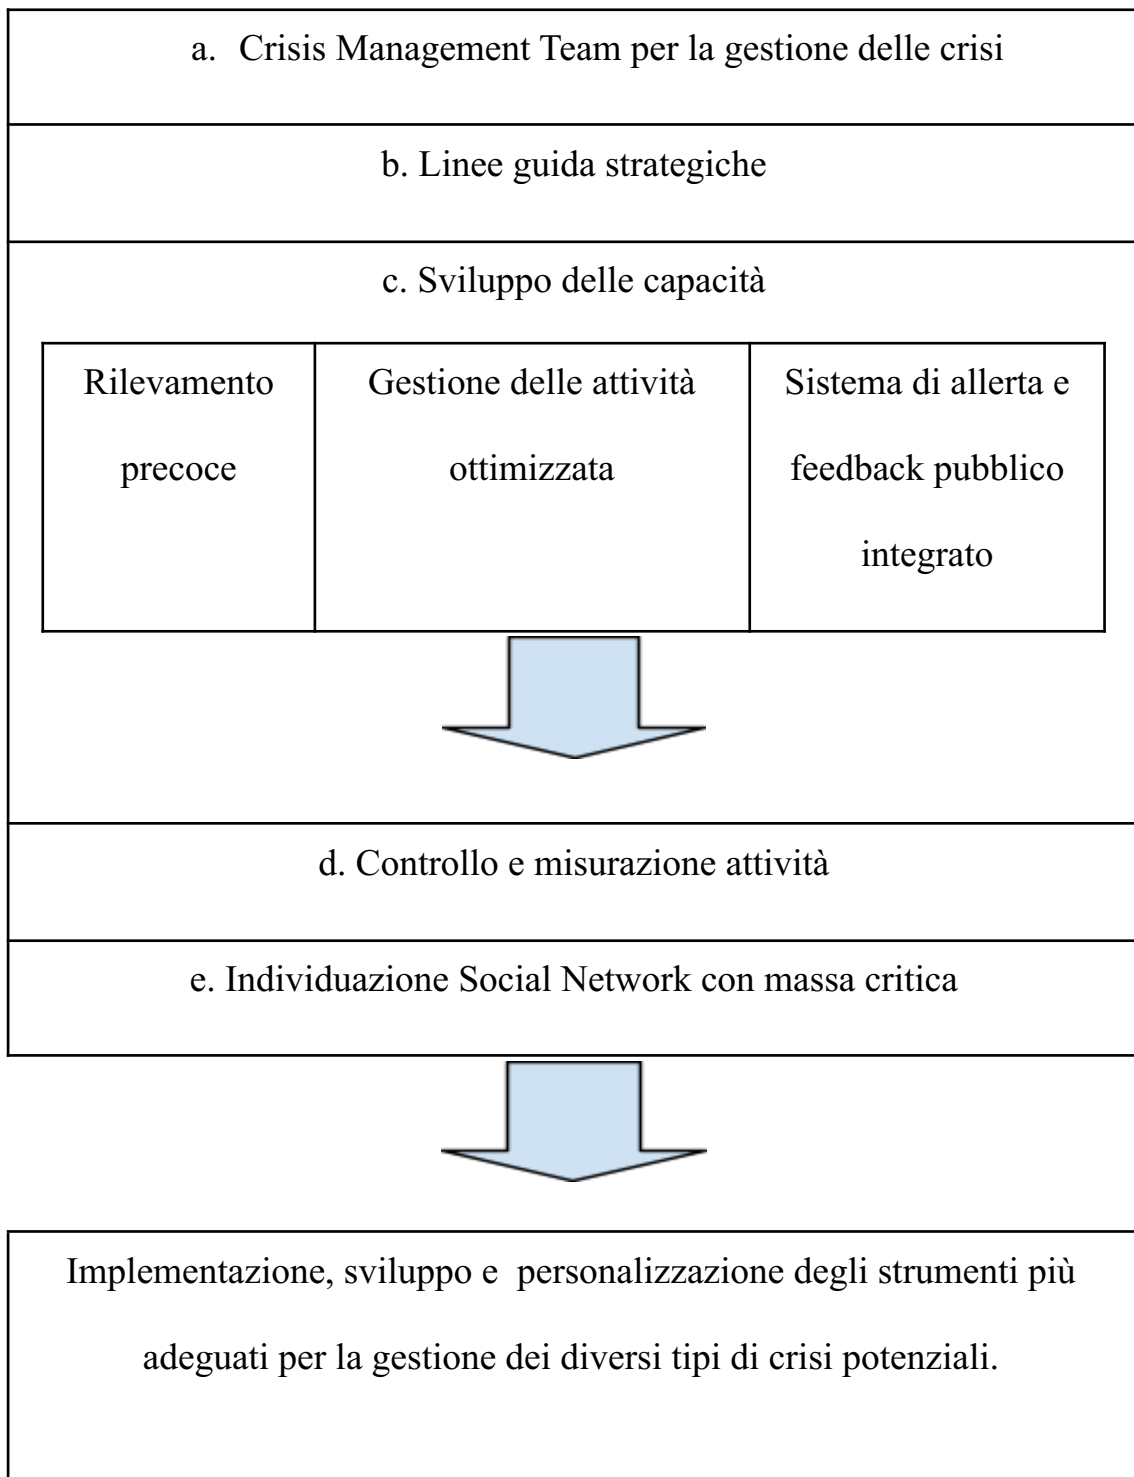 a. Crisis Management Team per la gestione delle crisi
b. Linee guida strategiche
c. Sviluppo delle capacità
Rilevamento
precoce
Gestione delle attività
ottimizzata
Sistema di allerta e
feedback pubblico
integrato
d. Controllo e misurazione attività
e. Individuazione Social Network con massa critica
Implementazione, sviluppo e  personalizzazione degli strumenti più
adeguati per la gestione dei diversi tipi di crisi potenziali.